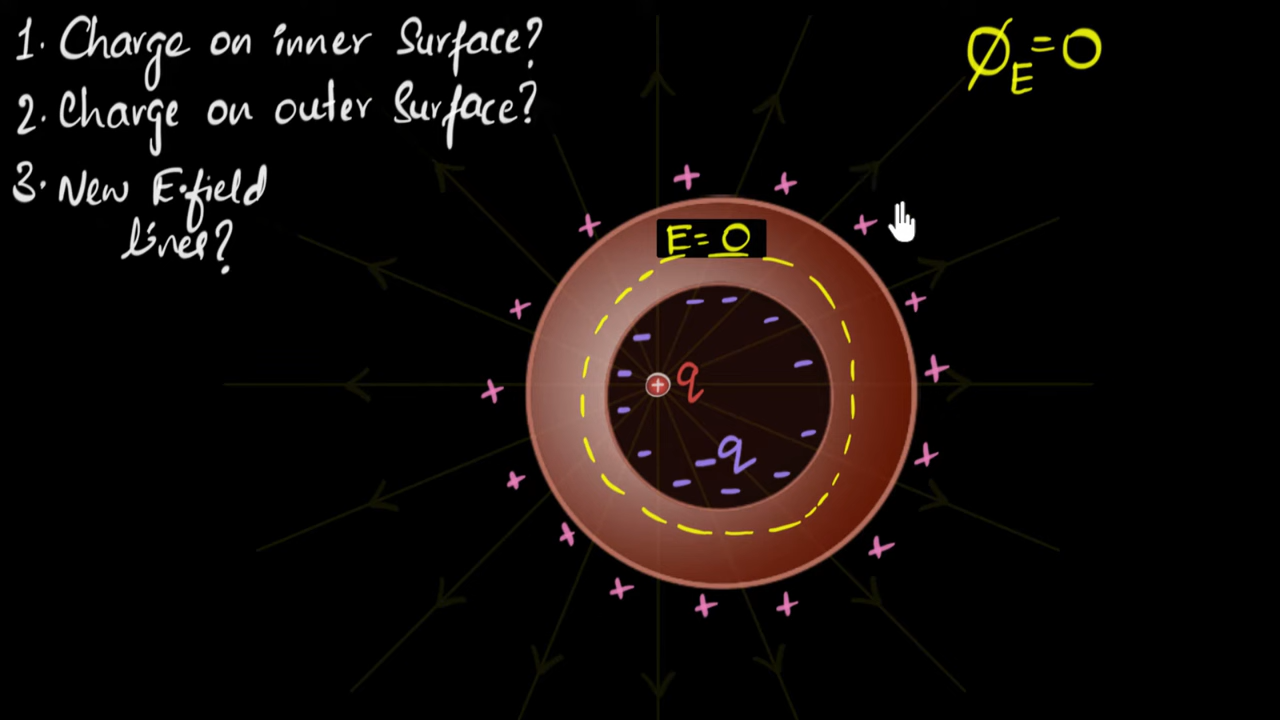 1. Charge on inner Surface?
2. Charge on outer Surface?
3. New E.field
lines?
ØE=0
E=0
q
-q